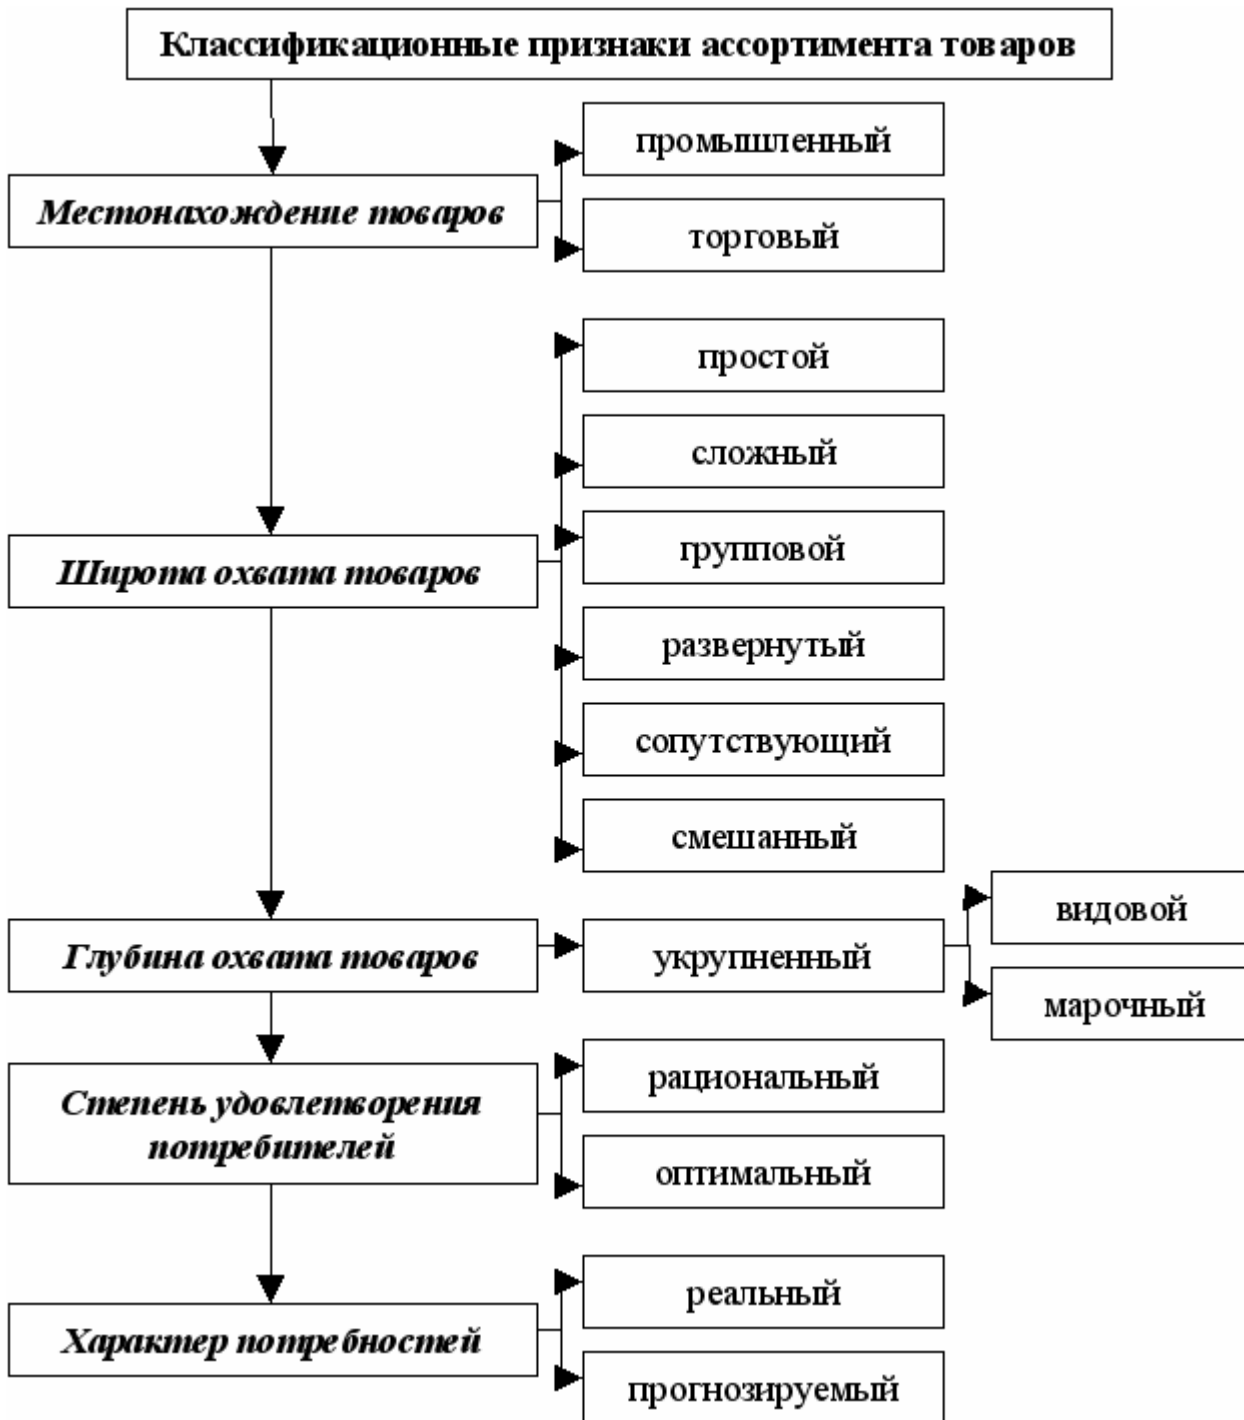 Классификационные признаки ассортимента товаров
промышленный
Местонахождение товаров
торговый
простой
сложный
групповой
Широта охвата товаров
развернутый
сопутствующий
смешанный
видовой
Глубина охвата товаров
укрупненный
марочный
рациональный
Степень удовлетворения
потребителей
оптимальный
реальный
Характер потребностей
прогнозируемый